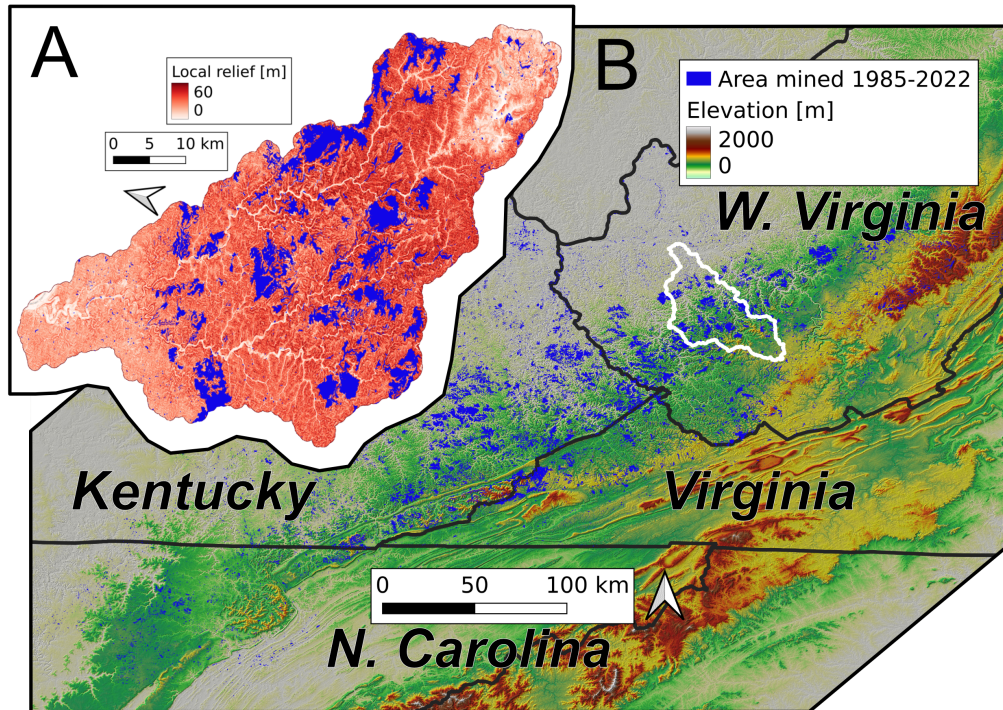 A
Local relief [m]
60
0
0 5 10 km
B
Area mined 1985-2022
Elevation [m]
2000
0
W. Virginia
Kentucky
Virginia
0 50 100 km
N. Carolina